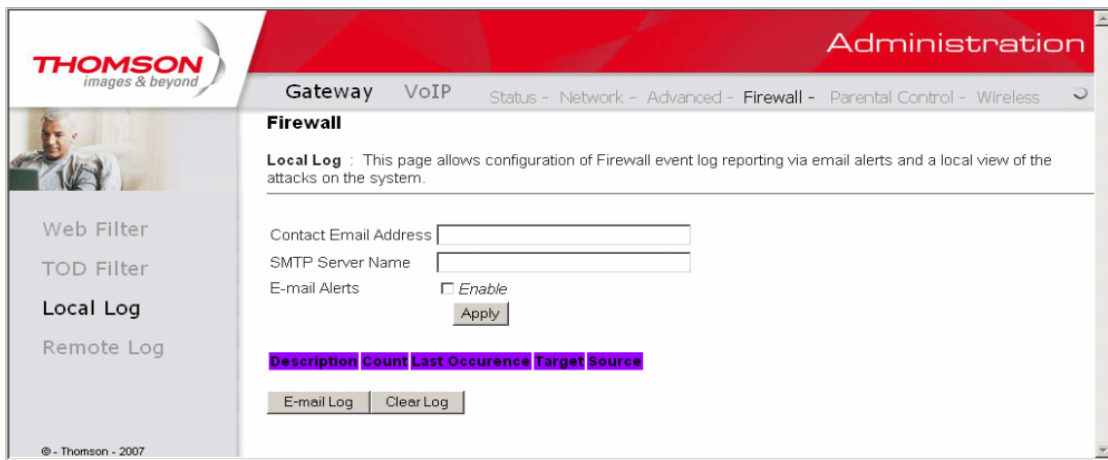 Administration
THOMSON
images & beyond
Gateway VoIP Status - Network - Advanced - Firewall - Parental Control - Wireless
Firewall
Local Log : This page allows configuration of Firewall event log reporting via email alerts and a local view of the
attacks on the system.
Web Filter
TOD Filter
Local Log
Remote Log
Contact Email Address
SMTP Server Name
E-mail Alerts Enable
Apply
Description Count Last Occurence Target Source
E-mail Log Clear Log
© - Thomson - 2007